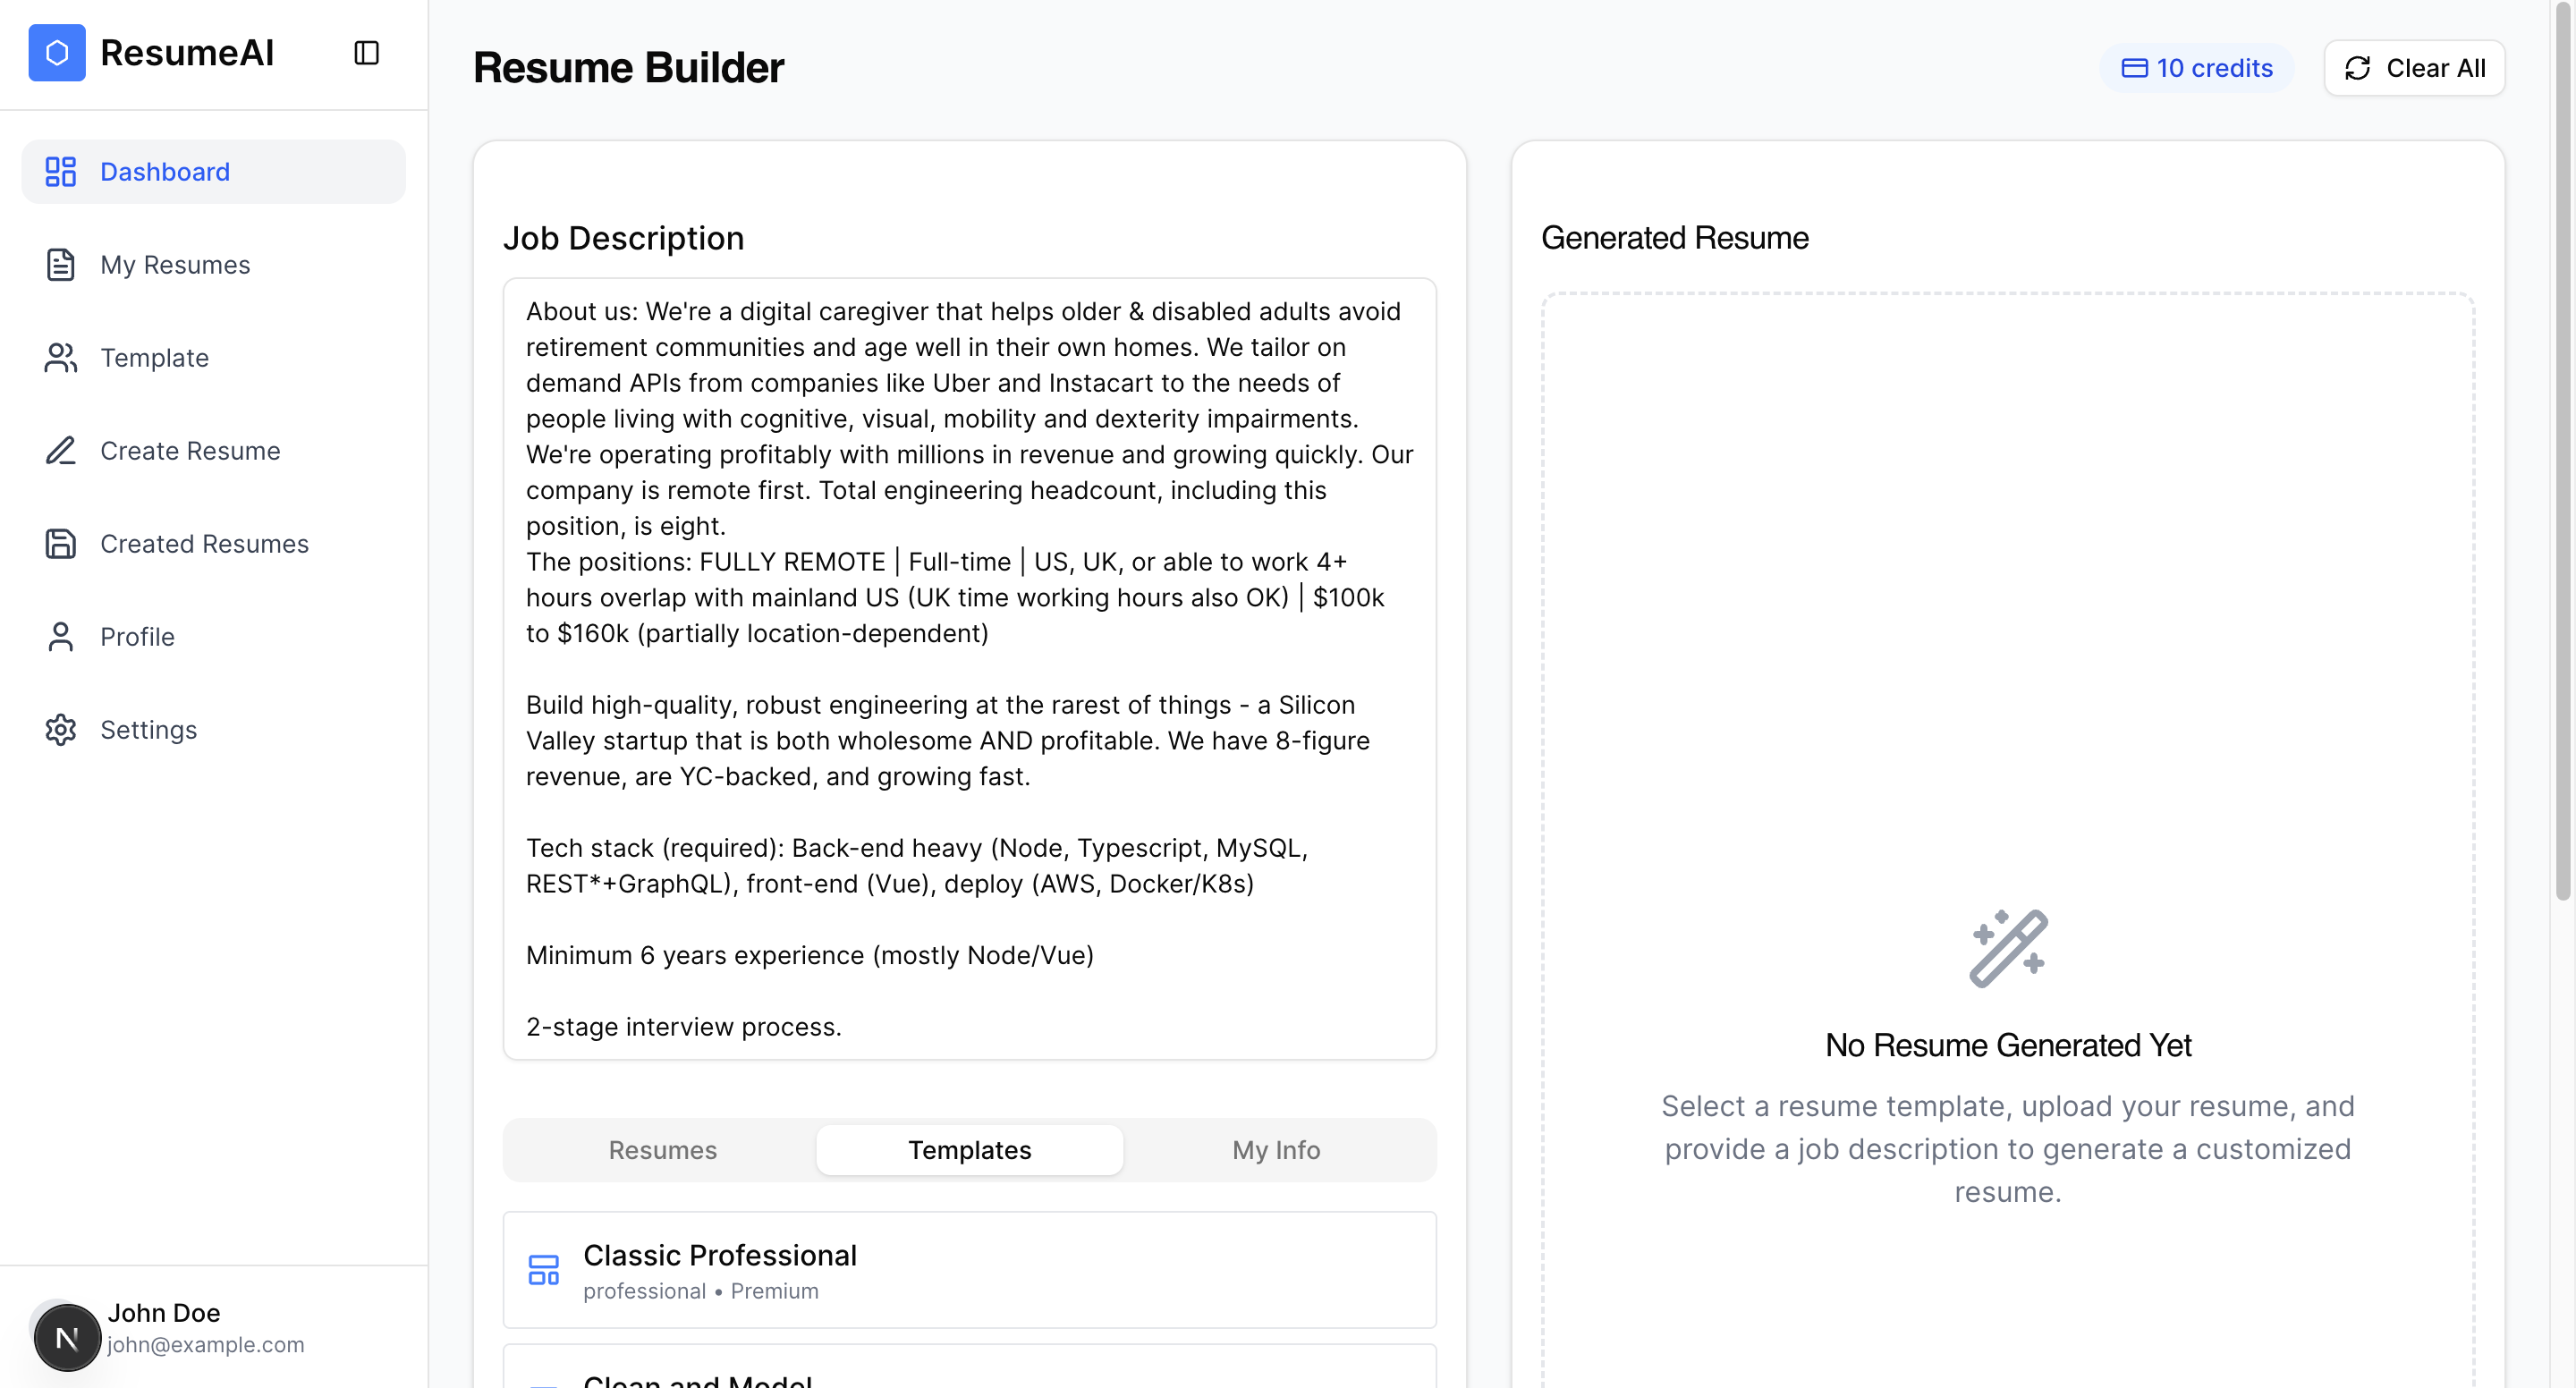 ResumeAI
Dashboard
My Resumes
Template
Create Resume
Created Resumes
Profile
Settings
N
John Doe
john@example.com
Resume Builder
10 credits
Clear All
Job Description
About us: We're a digital caregiver that helps older & disabled adults avoid
retirement communities and age well in their own homes. We tailor on
demand APIs from companies like Uber and Instacart to the needs of
people living with cognitive, visual, mobility and dexterity impairments.
We're operating profitably with millions in revenue and growing quickly. Our
company is remote first. Total engineering headcount, including this
position, is eight.
The positions: FULLY REMOTE | Full-time | US, UK, or able to work 4+
hours overlap with mainland US (UK time working hours also OK) | $100k
to $160k (partially location-dependent)
Build high-quality, robust engineering at the rarest of things - a Silicon
Valley startup that is both wholesome AND profitable. We have 8-figure
revenue, are YC-backed, and growing fast.
Tech stack (required): Back-end heavy (Node, Typescript, MySQL,
REST*+GraphQL), front-end (Vue), deploy (AWS, Docker/K8s)
Minimum 6 years experience (mostly Node/Vue)
2-stage interview process.
Resumes
Templates
My Info
Classic Professional
professional • Premium
Clean and Model
Generated Resume
No Resume Generated Yet
Select a resume template, upload your resume, and
provide a job description to generate a customized
resume.